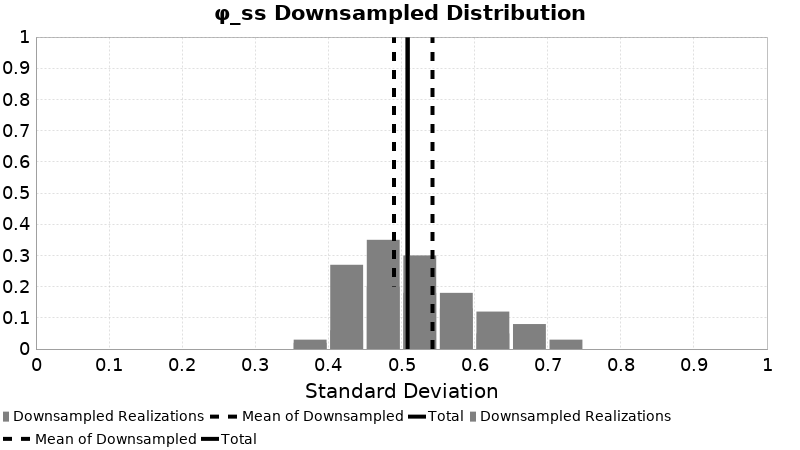 φ_ss Downsampled Distribution
1
0.9
0.8
0.7
0.6
0.5
0.4
0.3
0.2
0.1
0
0 0.1 0.2 0.3 0.4 0.5 0.6 0.7 0.8 0.9 1
Standard Deviation
Downsampled Realizations Mean of Downsampled Total Downsampled Realizations
Mean of Downsampled Total